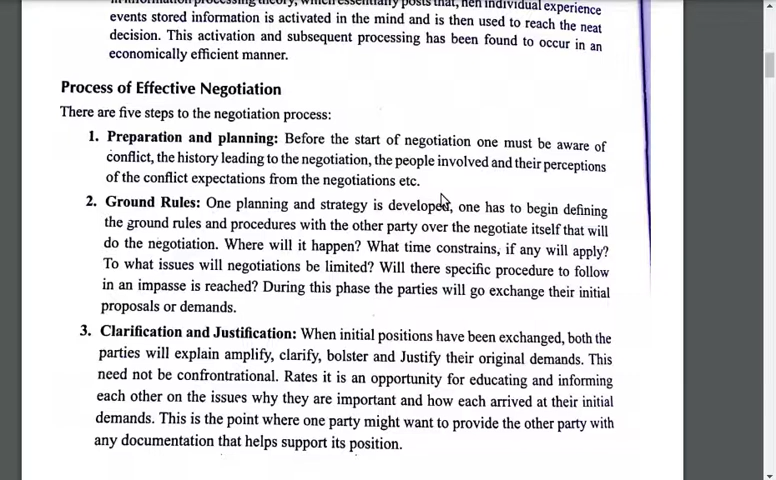 events stored information is activated in the mind and is then used to reach the neat
decision. This activation and subsequent processing has been found to occur in an
economically efficient manner.
Process of Effective Negotiation
There are five steps to the negotiation process:
1. Preparation and planning: Before the start of negotiation one must be aware of
conflict, the history leading to the negotiation, the people involved and their perceptions
of the conflict expectations from the negotiations etc.
2. Ground Rules: One planning and strategy is developed, one has to begin defining
the ground rules and procedures with the other party over the negotiate itself that will
do the negotiation. Where will it happen? What time constrains, if any will apply?
To what issues will negotiations be limited? Will there specific procedure to follow
in an impasse is reached? During this phase the parties will go exchange their initial
proposals or demands.
3. Clarification and Justification: When initial positions have been exchanged, both the
parties will explain amplify, clarify, bolster and Justify their original demands. This
need not be confrontrational. Rates it is an opportunity for educating and informing
each other on the issues why they are important and how each arrived at their initial
demands. This is the point where one party might want to provide the other party with
any documentation that helps support its position.